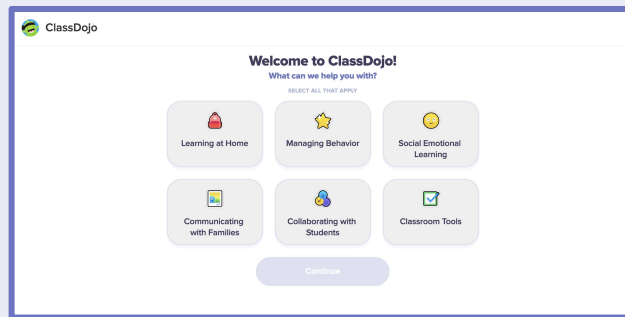 ClassDojo
Welcome to ClassDojo!
What can we help you with?
SELECT ALL THAT APPLY
Learning at Home
Managing Behavior
Social Emotional
Learning
Communicating
with Families
Collaborating with
Students
Classroom Tools
Continue